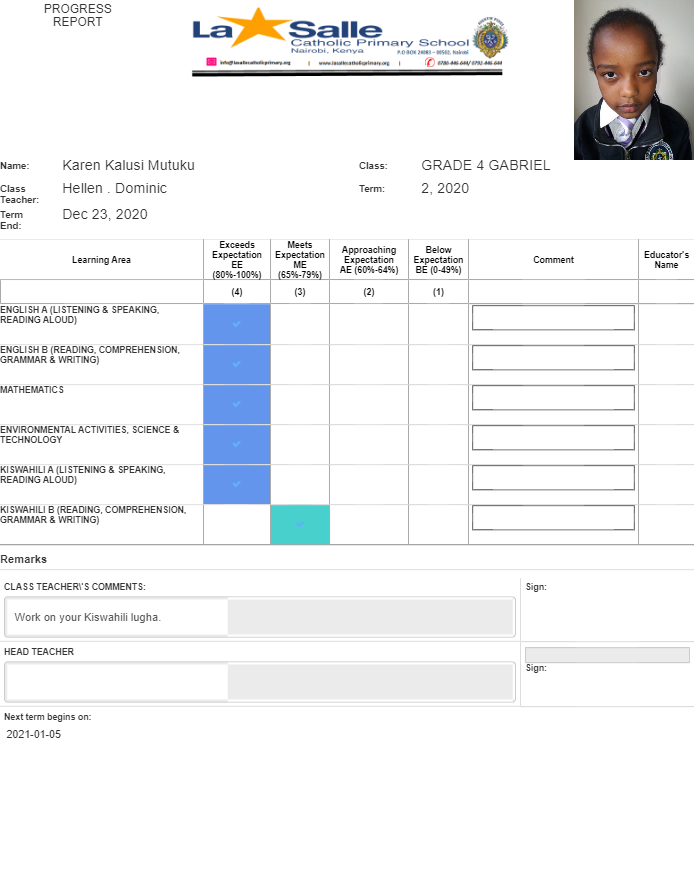 PROGRESS
REPORT
La Salle
Catholic Primary School
Nairobi, Kenya
P.O BOX 24083 – 00502, Nairobi
info@lasallecatholicprimary.org | www.lasallecatholicprimary.org | 0780-446-644/ 0792-446-644
Name: Karen Kalusi Mutuku Class: GRADE 4 GABRIEL
Class Teacher: Hellen . Dominic Term: 2, 2020
Term End: Dec 23, 2020
Learning Area Exceeds Expectation EE (80%-100%) Meets Expectation ME (65%-79%) Approaching Expectation AE (60%-64%) Below Expectation BE (0-49%) Comment Educator's Name
(4) (3) (2) (1)
ENGLISH A (LISTENING & SPEAKING,
READING ALOUD)
ENGLISH B (READING, COMPREHENSION,
GRAMMAR & WRITING)
MATHEMATICS
ENVIRONMENTAL ACTIVITIES, SCIENCE &
TECHNOLOGY
KISWAHILI A (LISTENING & SPEAKING,
READING ALOUD)
KISWAHILI B (READING, COMPREHENSION,
GRAMMAR & WRITING)
Remarks
CLASS TEACHER\'S COMMENTS: Sign:
Work on your Kiswahili lugha.
HEAD TEACHER
Sign:
Next term begins on:
2021-01-05